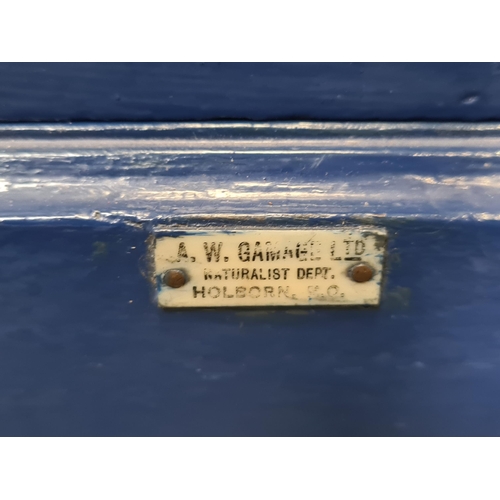 A. W. GAMAGE LTD
NATURALIST DEPT.
HOLBORN, E.C.